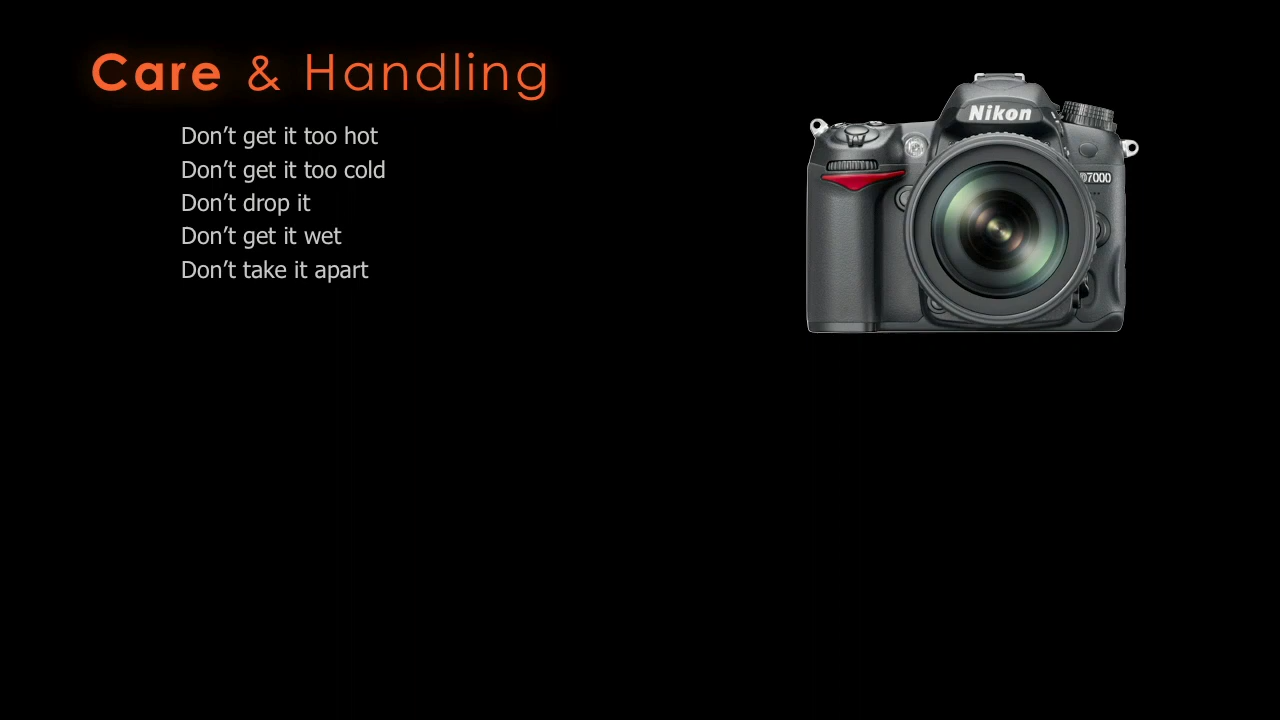 Care & Handling
Don't get it too hot
Don't get it too cold
Don't drop it
Don't get it wet
Don't take it apart
Nikon
D7000